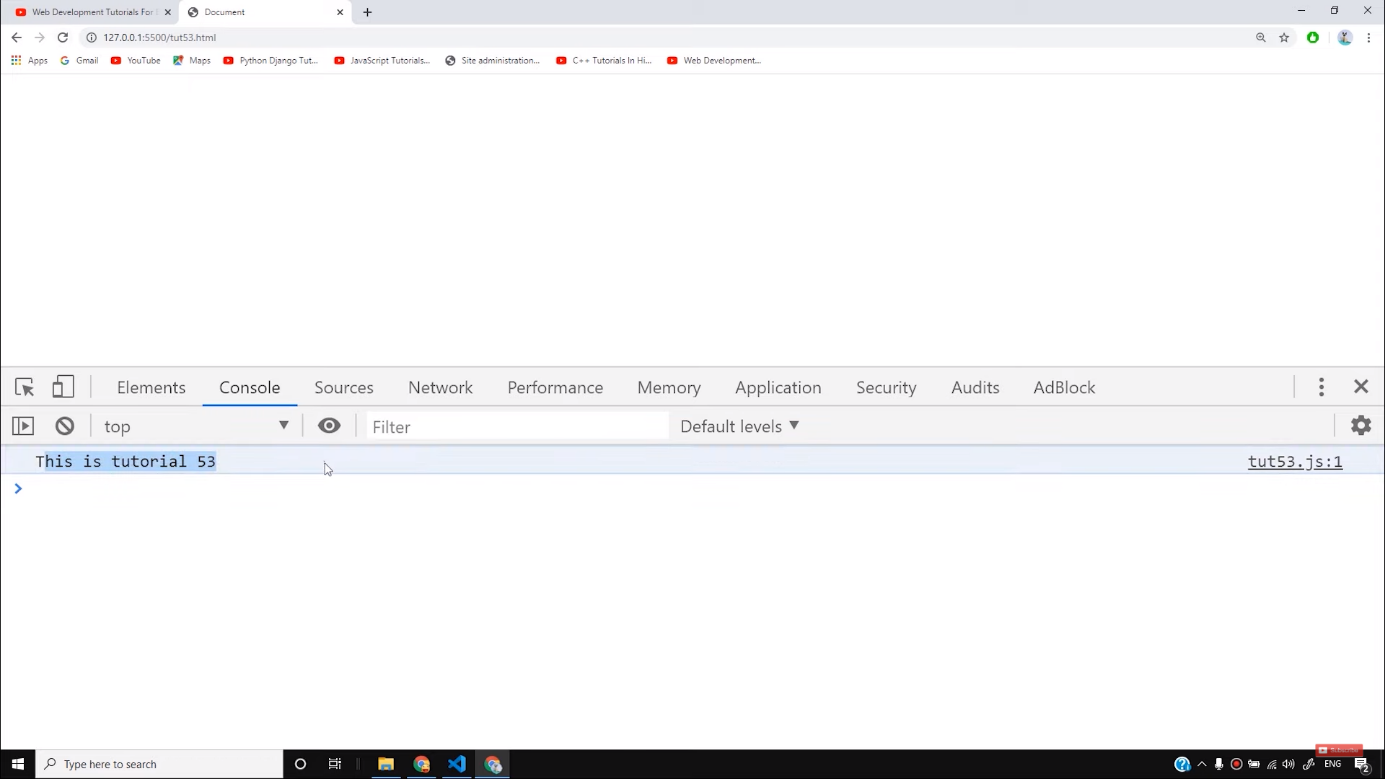 Web Development Tutorials For
Document
127.0.0.1:5500/tut53.html
Apps Gmail YouTube Maps Python Django Tut... JavaScript Tutorials... Site administration... C++ Tutorials In Hi... Web Development...
Elements Console Sources Network Performance Memory Application Security Audits AdBlock
top Filter Default levels
This is tutorial 53 tut53.js:1
Subscribe
Type here to search ENG 2